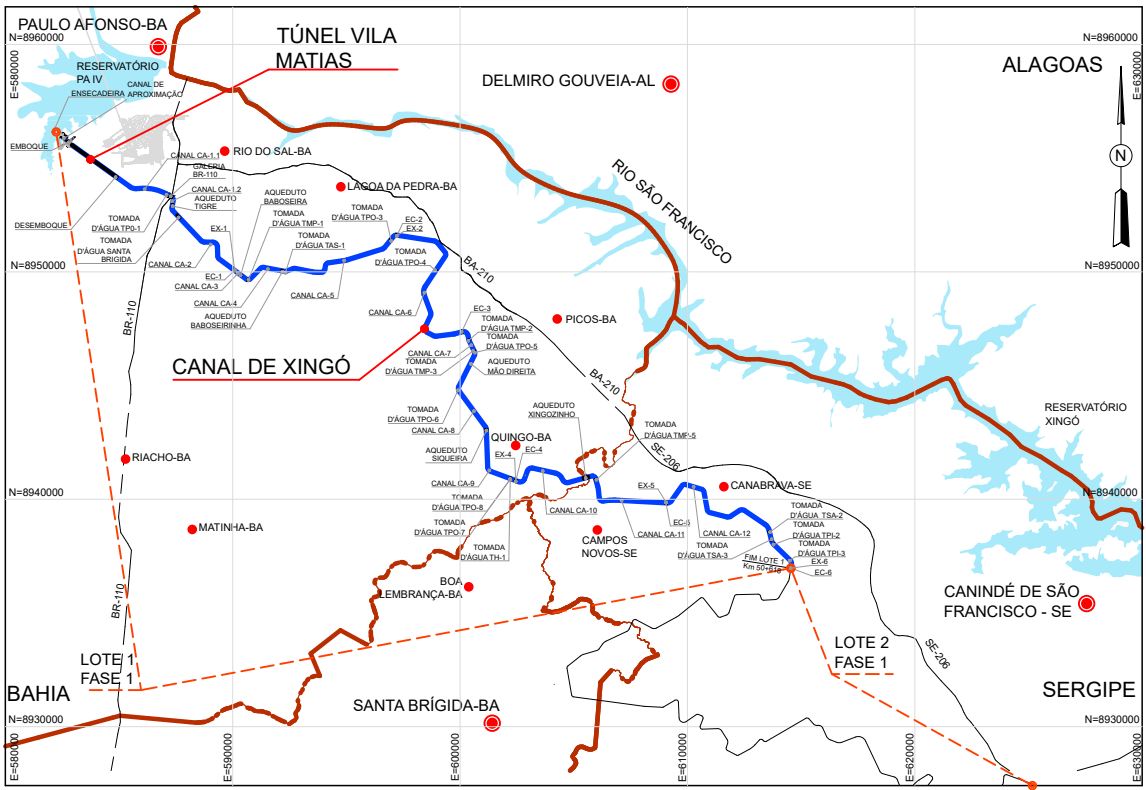 PAULO AFONSO-BA
TÚNEL VILA
MATIAS
N=8960000
N=8960000
E=580000
E=630000
RESERVATÓRIO
PA IV
ENSECADEIRA
CANAL DE
APROXIMAÇÃO
DELMIRO GOUVEIA-AL
ALAGOAS
N
EMBOQUE
RIO DO SAL-BA
CANAL CA-1.1
GALERIA
BR-110
LAGOA DA PEDRA-BA
RIO SÃO FRANCISCO
CANAL CA-1.2
AQUEDUTO
TIGRE
AQUEDUTO
BABOSEIRA
DESEMBOQUE
TOMADA
D'ÁGUA TPO-1
TOMADA
D'ÁGUA SANTA
BRIGIDA
EX-1
TOMADA
D'ÁGUA TMP-1
TOMADA
D'ÁGUA TAS-1
TOMADA
D'ÁGUA TPO-3
EC-2
EX-2
CANAL CA-2
EC-1
CANAL CA-3
CANAL CA-4
AQUEDUTO
BABOSEIRINHA
CANAL CA-5
TOMADA
D'ÁGUA TPO-4
BA-210
N=8950000
N=8950000
BR-110
CANAL CA-6
EC-3
TOMADA
D'ÁGUA TMP-2
TOMADA
D'ÁGUA TPO-5
PICOS-BA
CANAL DE XINGÓ
CANAL CA-7
TOMADA
D'ÁGUA TMP-3
AQUEDUTO
MÃO DIREITA
BA-210
TOMADA
D'ÁGUA TPO-6
CANAL CA-8
AQUEDUTO
XINGOZINHO
TOMADA
D'ÁGUA TMP-5
RESERVATÓRIO
XINGÓ
QUINGO-BA
AQUEDUTO
SIQUEIRA
EX-4
EC-4
SE-206
RIACHO-BA
CANAL CA-9
TOMADA
D'ÁGUA TPO-8
CANAL CA-10
EX-5
CANABRAVA-SE
N=8940000
N=8940000
MATINHA-BA
TOMADA
D'ÁGUA TPO-7
TOMADA
D'ÁGUA TH-1
CAMPOS
NOVOS-SE
CANAL CA-11
EC-5
CANAL CA-12
TOMADA
D'ÁGUA TSA-3
TOMADA
D'ÁGUA TSA-2
TOMADA
D'ÁGUA TPI-2
TOMADA
D'ÁGUA TPI-3
FIM LOTE 1
Km 50+818
EX-6
EC-6
BR-110
BOA
LEMBRANÇA-BA
CANINDÉ DE SÃO
FRANCISCO - SE
LOTE 1
FASE 1
LOTE 2
FASE 1
SE-206
BAHIA
SERGIPE
SANTA BRÍGIDA-BA
N=8930000
N=8930000
E=580000
E=590000
E=600000
E=610000
E=620000
E=630000